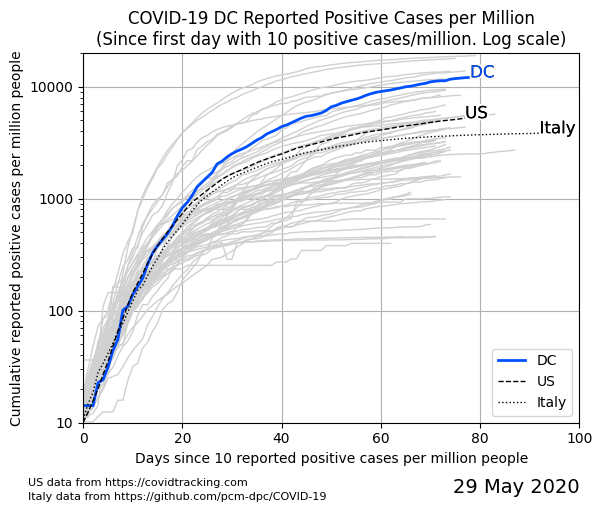 COVID-19 DC Reported Positive Cases per Million
(Since first day with 10 positive cases/million. Log scale)
Cumulative reported positive cases per million people
10000
1000
100
10
DC
US
Italy
DC
US
Italy
0
20
40
60
80
100
Days since 10 reported positive cases per million people
US data from https://covidtracking.com
Italy data from https://github.com/pcm-dpc/COVID-19
29 May 2020